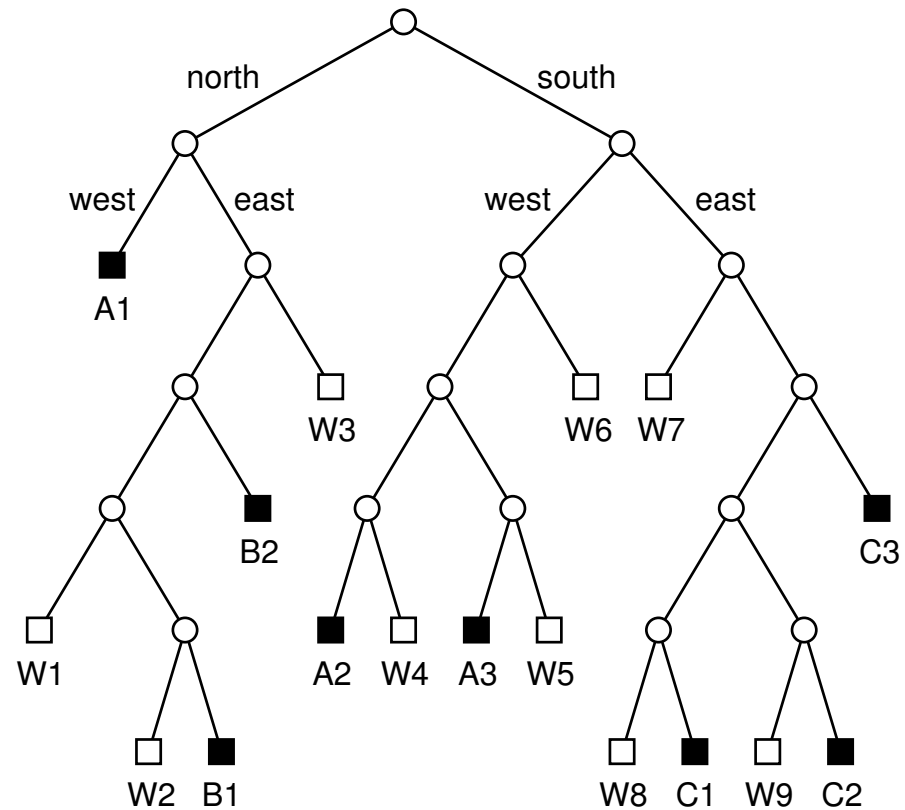 north south
west east west east
A1
W3 W6 W7
B2 C3
W1 A2 W4 A3 W5
W2 B1 W8 C1 W9 C2